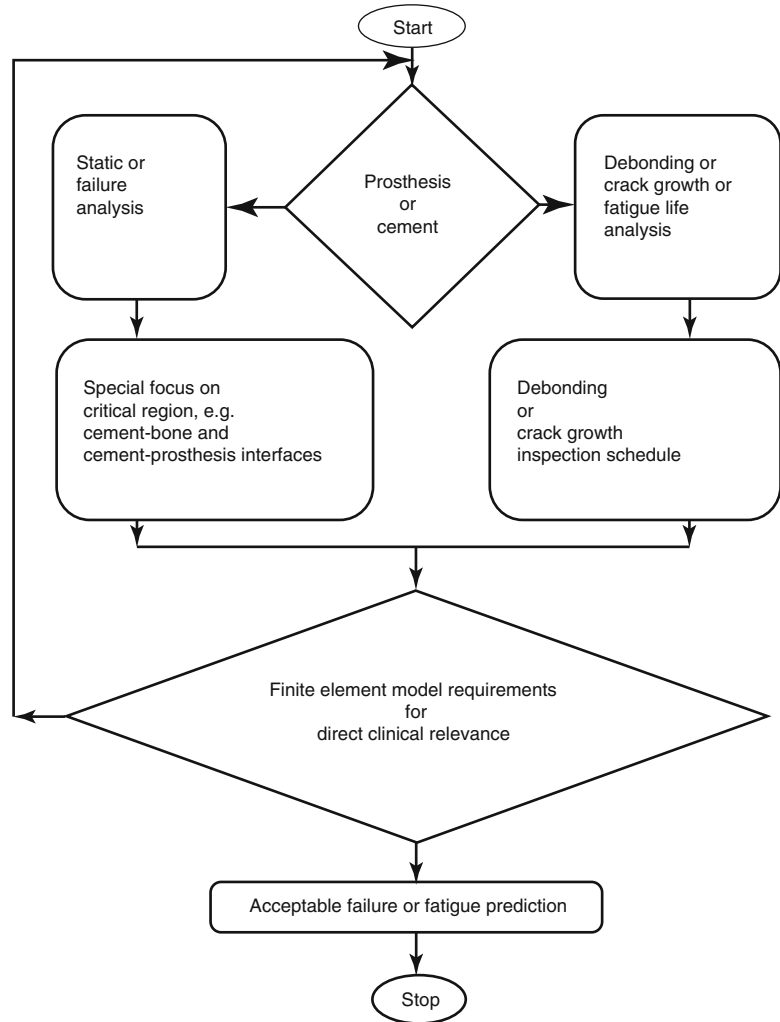 Start
Prosthesis
or
cement
Static or
failure
analysis
Debonding or
crack growth or
fatigue life
analysis
Special focus on
critical region, e.g.
cement-bone and
cement-prosthesis interfaces
Debonding
or
crack growth
inspection schedule
Finite element model requirements
for
direct clinical relevance
Acceptable failure or fatigue prediction
Stop